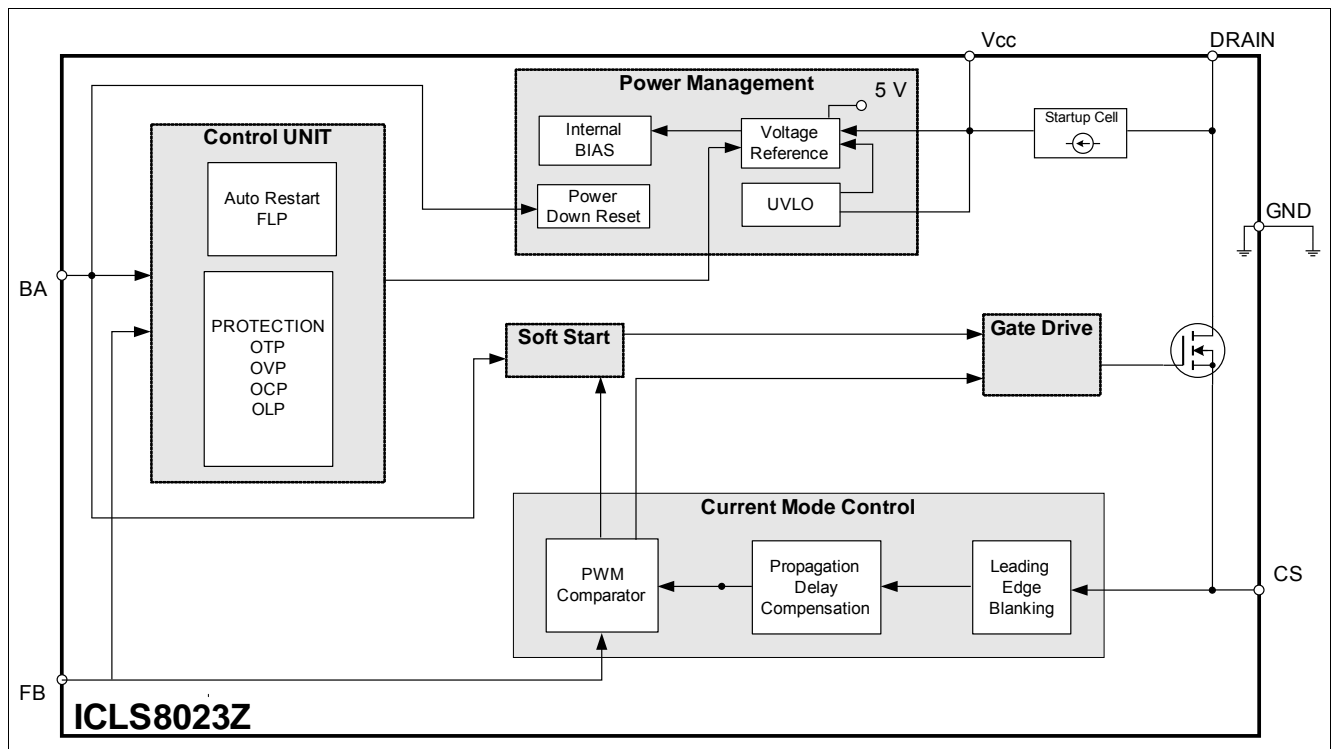 Vcc
DRAIN
Power Management
5 V
Internal
BIAS
Voltage
Reference
Startup Cell
Control UNIT
Auto Restart
FLP
Power
Down Reset
UVLO
GND
BA
PROTECTION
OTP
OVP
OCP
OLP
Soft Start
Gate Drive
Current Mode Control
PWM
Comparator
Propagation
Delay
Compensation
Leading
Edge
Blanking
CS
FB
ICLS8023Z